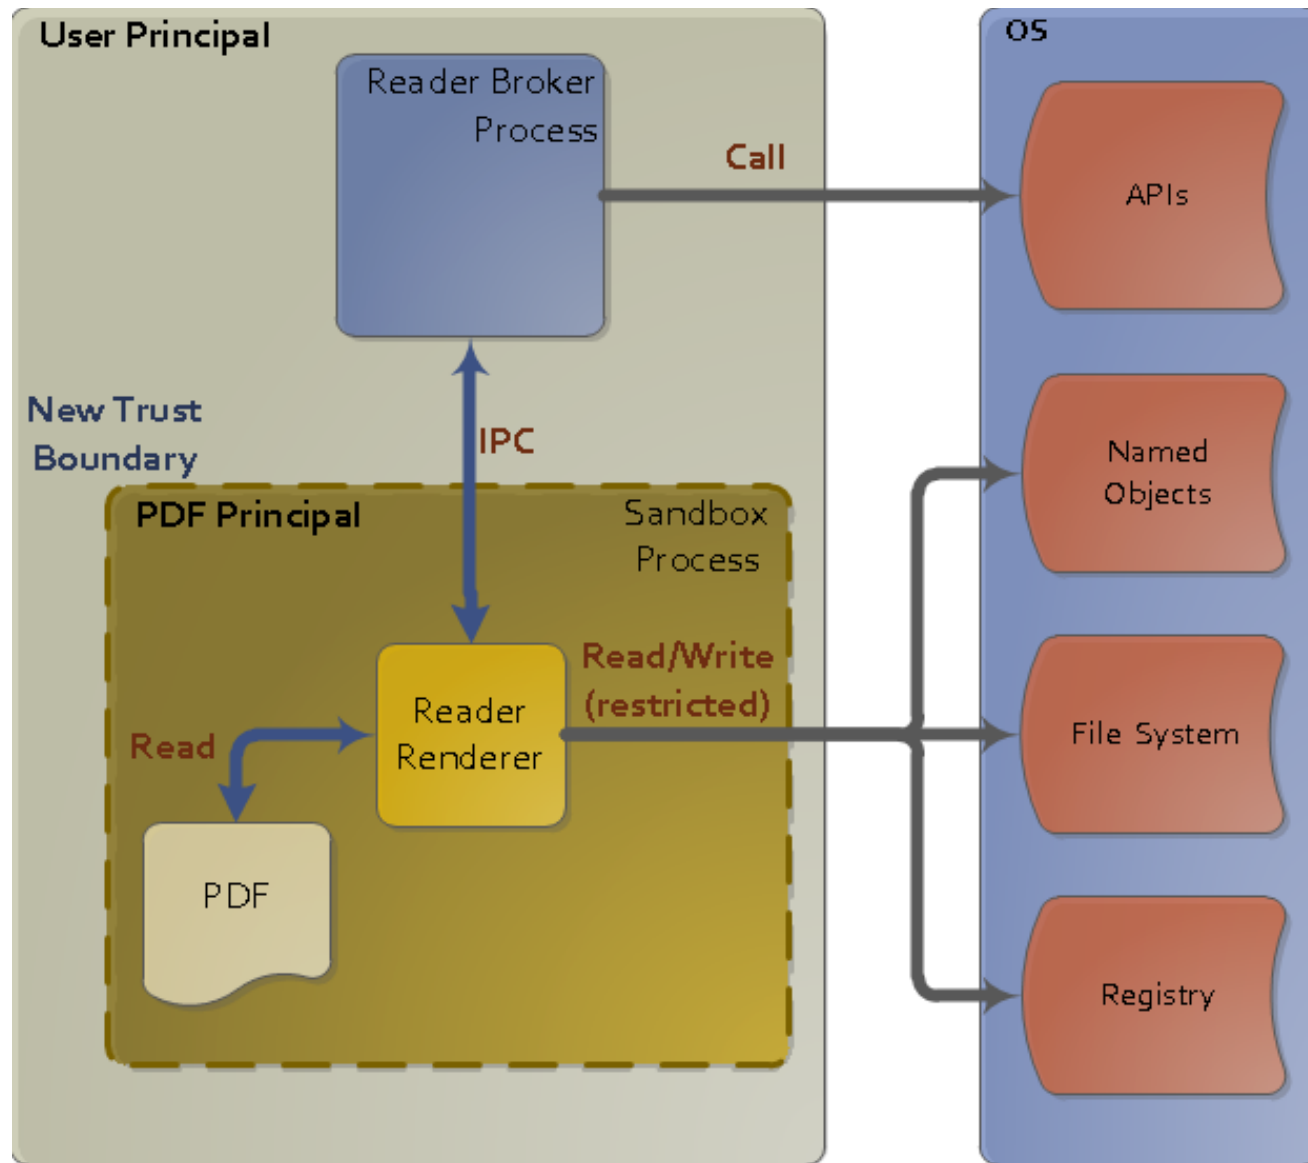 User Principal
OS
Reader Broker
Process
Call
APIs
New Trust
Boundary
IPC
Named
Objects
PDF Principal
Sandbox
Process
Read/Write
(restricted)
Reader
Renderer
Read
File System
PDF
Registry